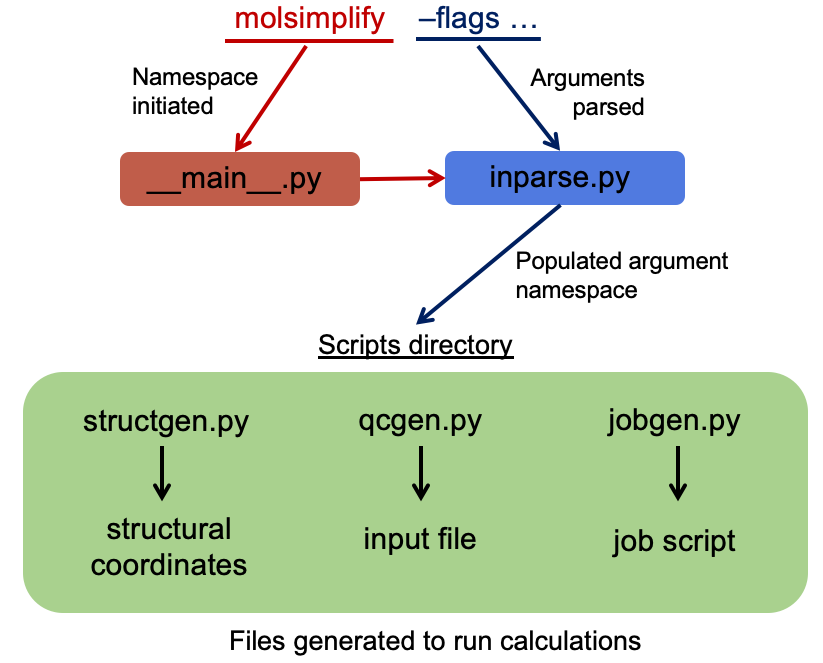 molsimplify –flags …
Namespace
initiated
Arguments
parsed
__main__.py
inparse.py
Populated argument
namespace
Scripts directory
structgen.py
qcgen.py
jobgen.py
structural
coordinates
input file
job script
Files generated to run calculations